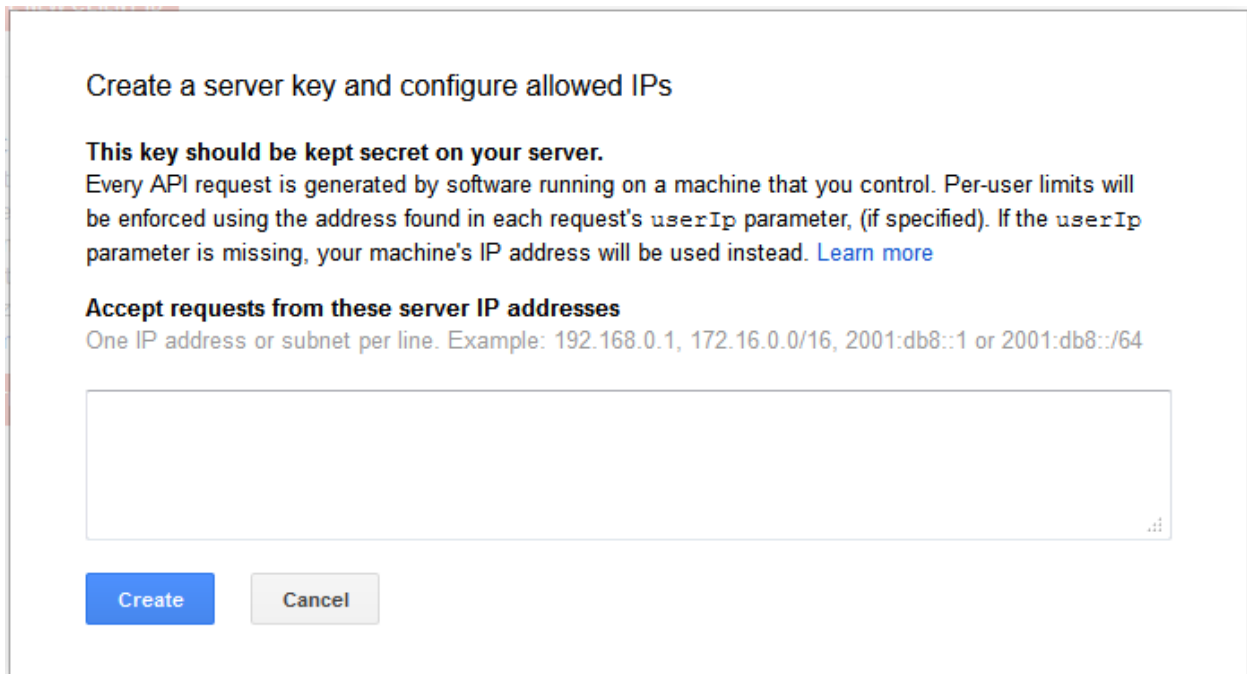 Create a server key and configure allowed IPs
This key should be kept secret on your server.
Every API request is generated by software running on a machine that you control. Per-user limits will
be enforced using the address found in each request's userIp parameter, (if specified). If the userIp
parameter is missing, your machine's IP address will be used instead. Learn more
Accept requests from these server IP addresses
One IP address or subnet per line. Example: 192.168.0.1, 172.16.0.0/16, 2001:db8::1 or 2001:db8::/64
Create Cancel